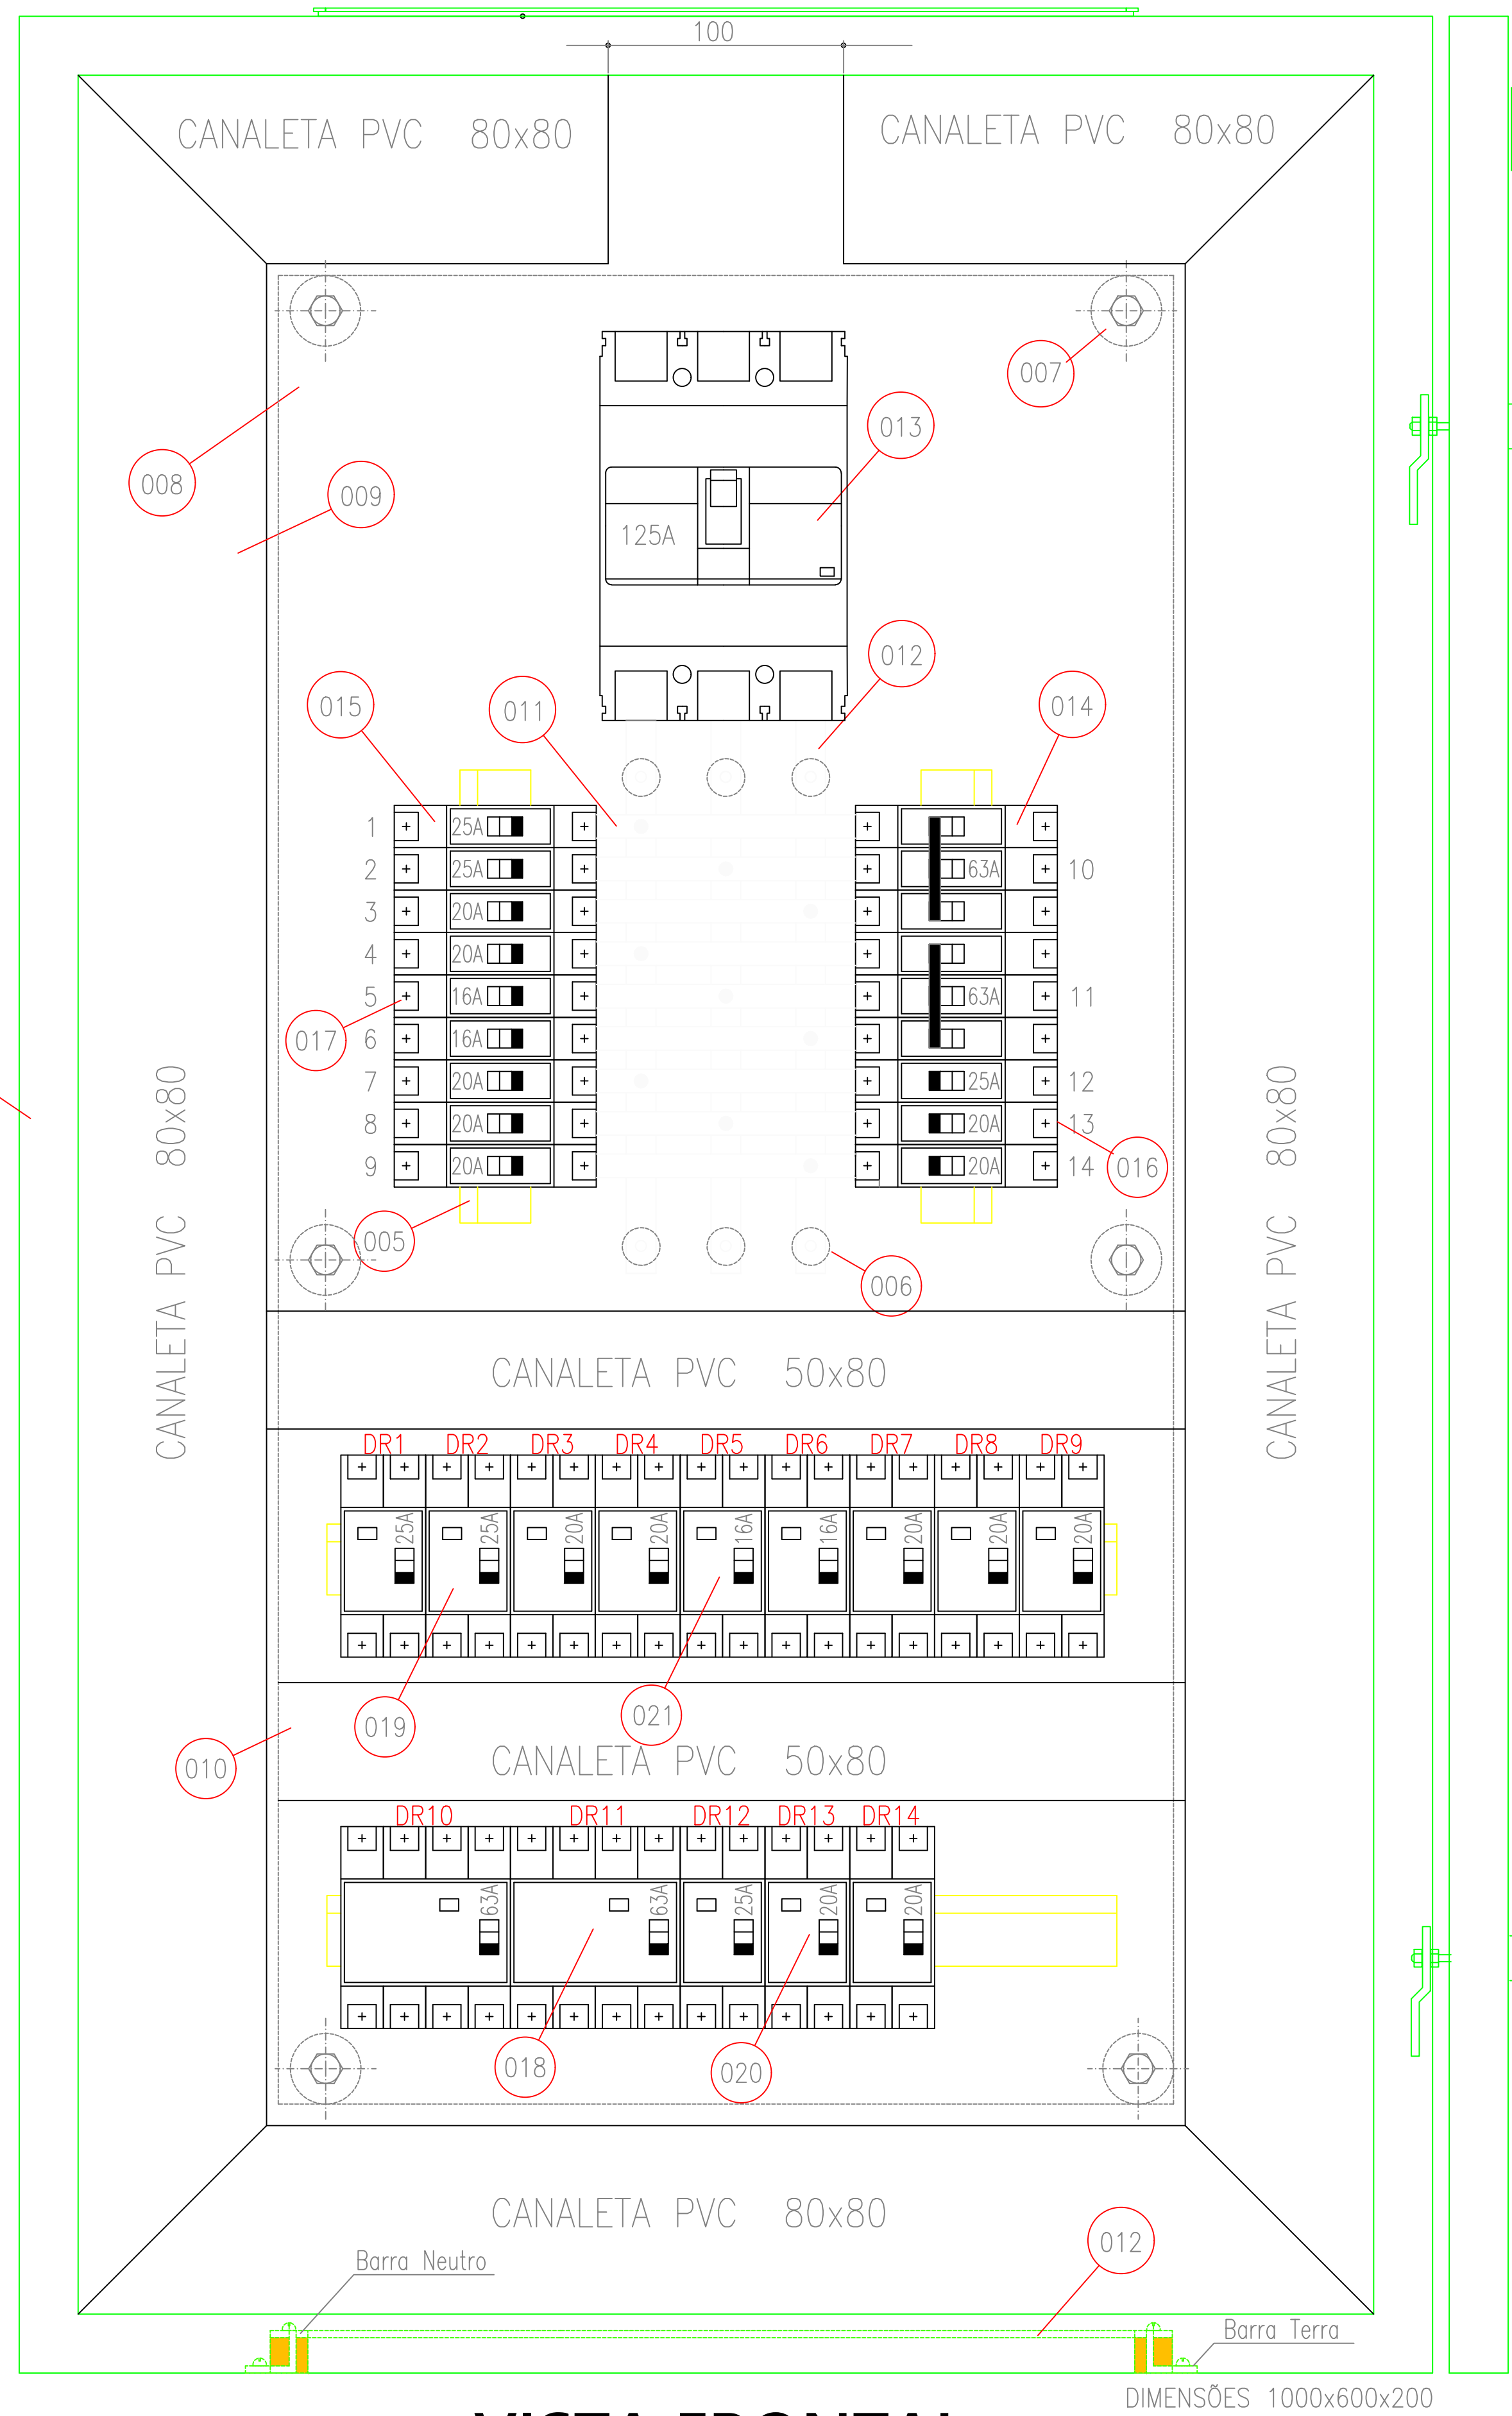 100
CANALETA PVC 80x80
CANALETA PVC 80x80
007
013
008
009
125A
012
015
011
014
1 25A
2 25A 63A 10
3 20A
4 20A
5 16A 63A 11
017
6 16A
7 20A 25A 12
8 20A 20A 13
9 20A 20A 14
016
005
006
CANALETA PVC 80x80
CANALETA PVC 80x80
CANALETA PVC 50x80
DR1 DR2 DR3 DR4 DR5 DR6 DR7 DR8 DR9
25A 25A 20A 20A 16A 16A 20A 20A 20A
019
021
010
CANALETA PVC 50x80
DR10 DR11 DR12 DR13 DR14
63A 63A 25A 20A 20A
018
020
CANALETA PVC 80x80
012
Barra Neutro
Barra Terra
DIMENSÕES 1000x600x200